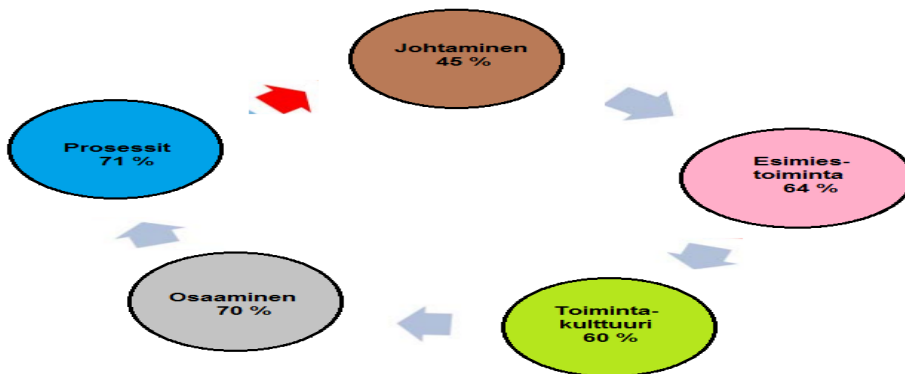 Johtaminen
45 %
Esimies-
toiminta
64 %
Toiminta-
kulttuuri
60 %
Osaaminen
70 %
Prosessit
71 %